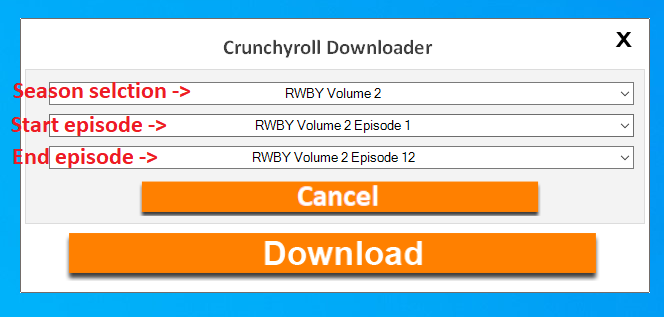 Crunchyroll Downloader
X
Season selction -> RWBY Volume 2
Start episode -> RWBY Volume 2 Episode 1
End episode -> RWBY Volume 2 Episode 12
Cancel
Download